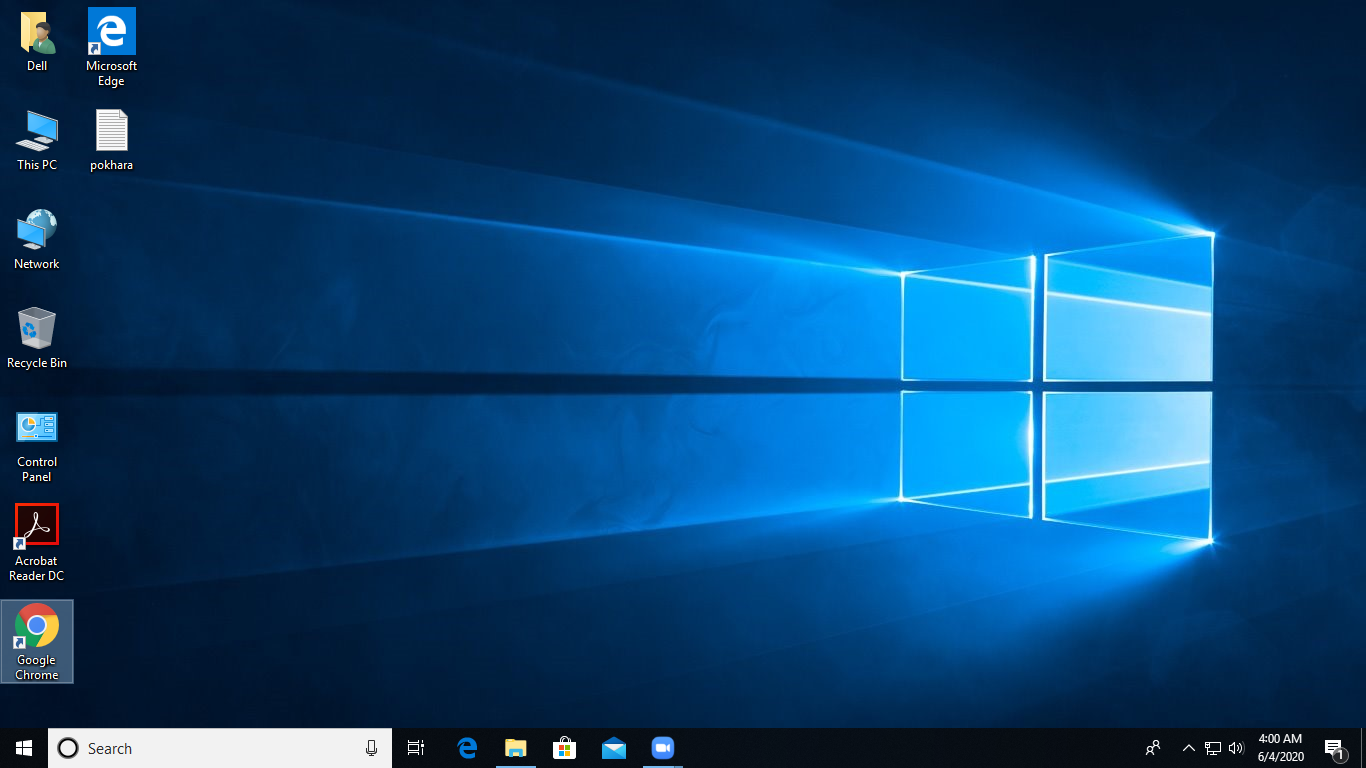 Dell
Microsoft
Edge
This PC
pokhara
Network
Recycle Bin
Control
Panel
Acrobat
Reader DC
Google
Chrome
Search
4:00 AM
6/4/2020
1